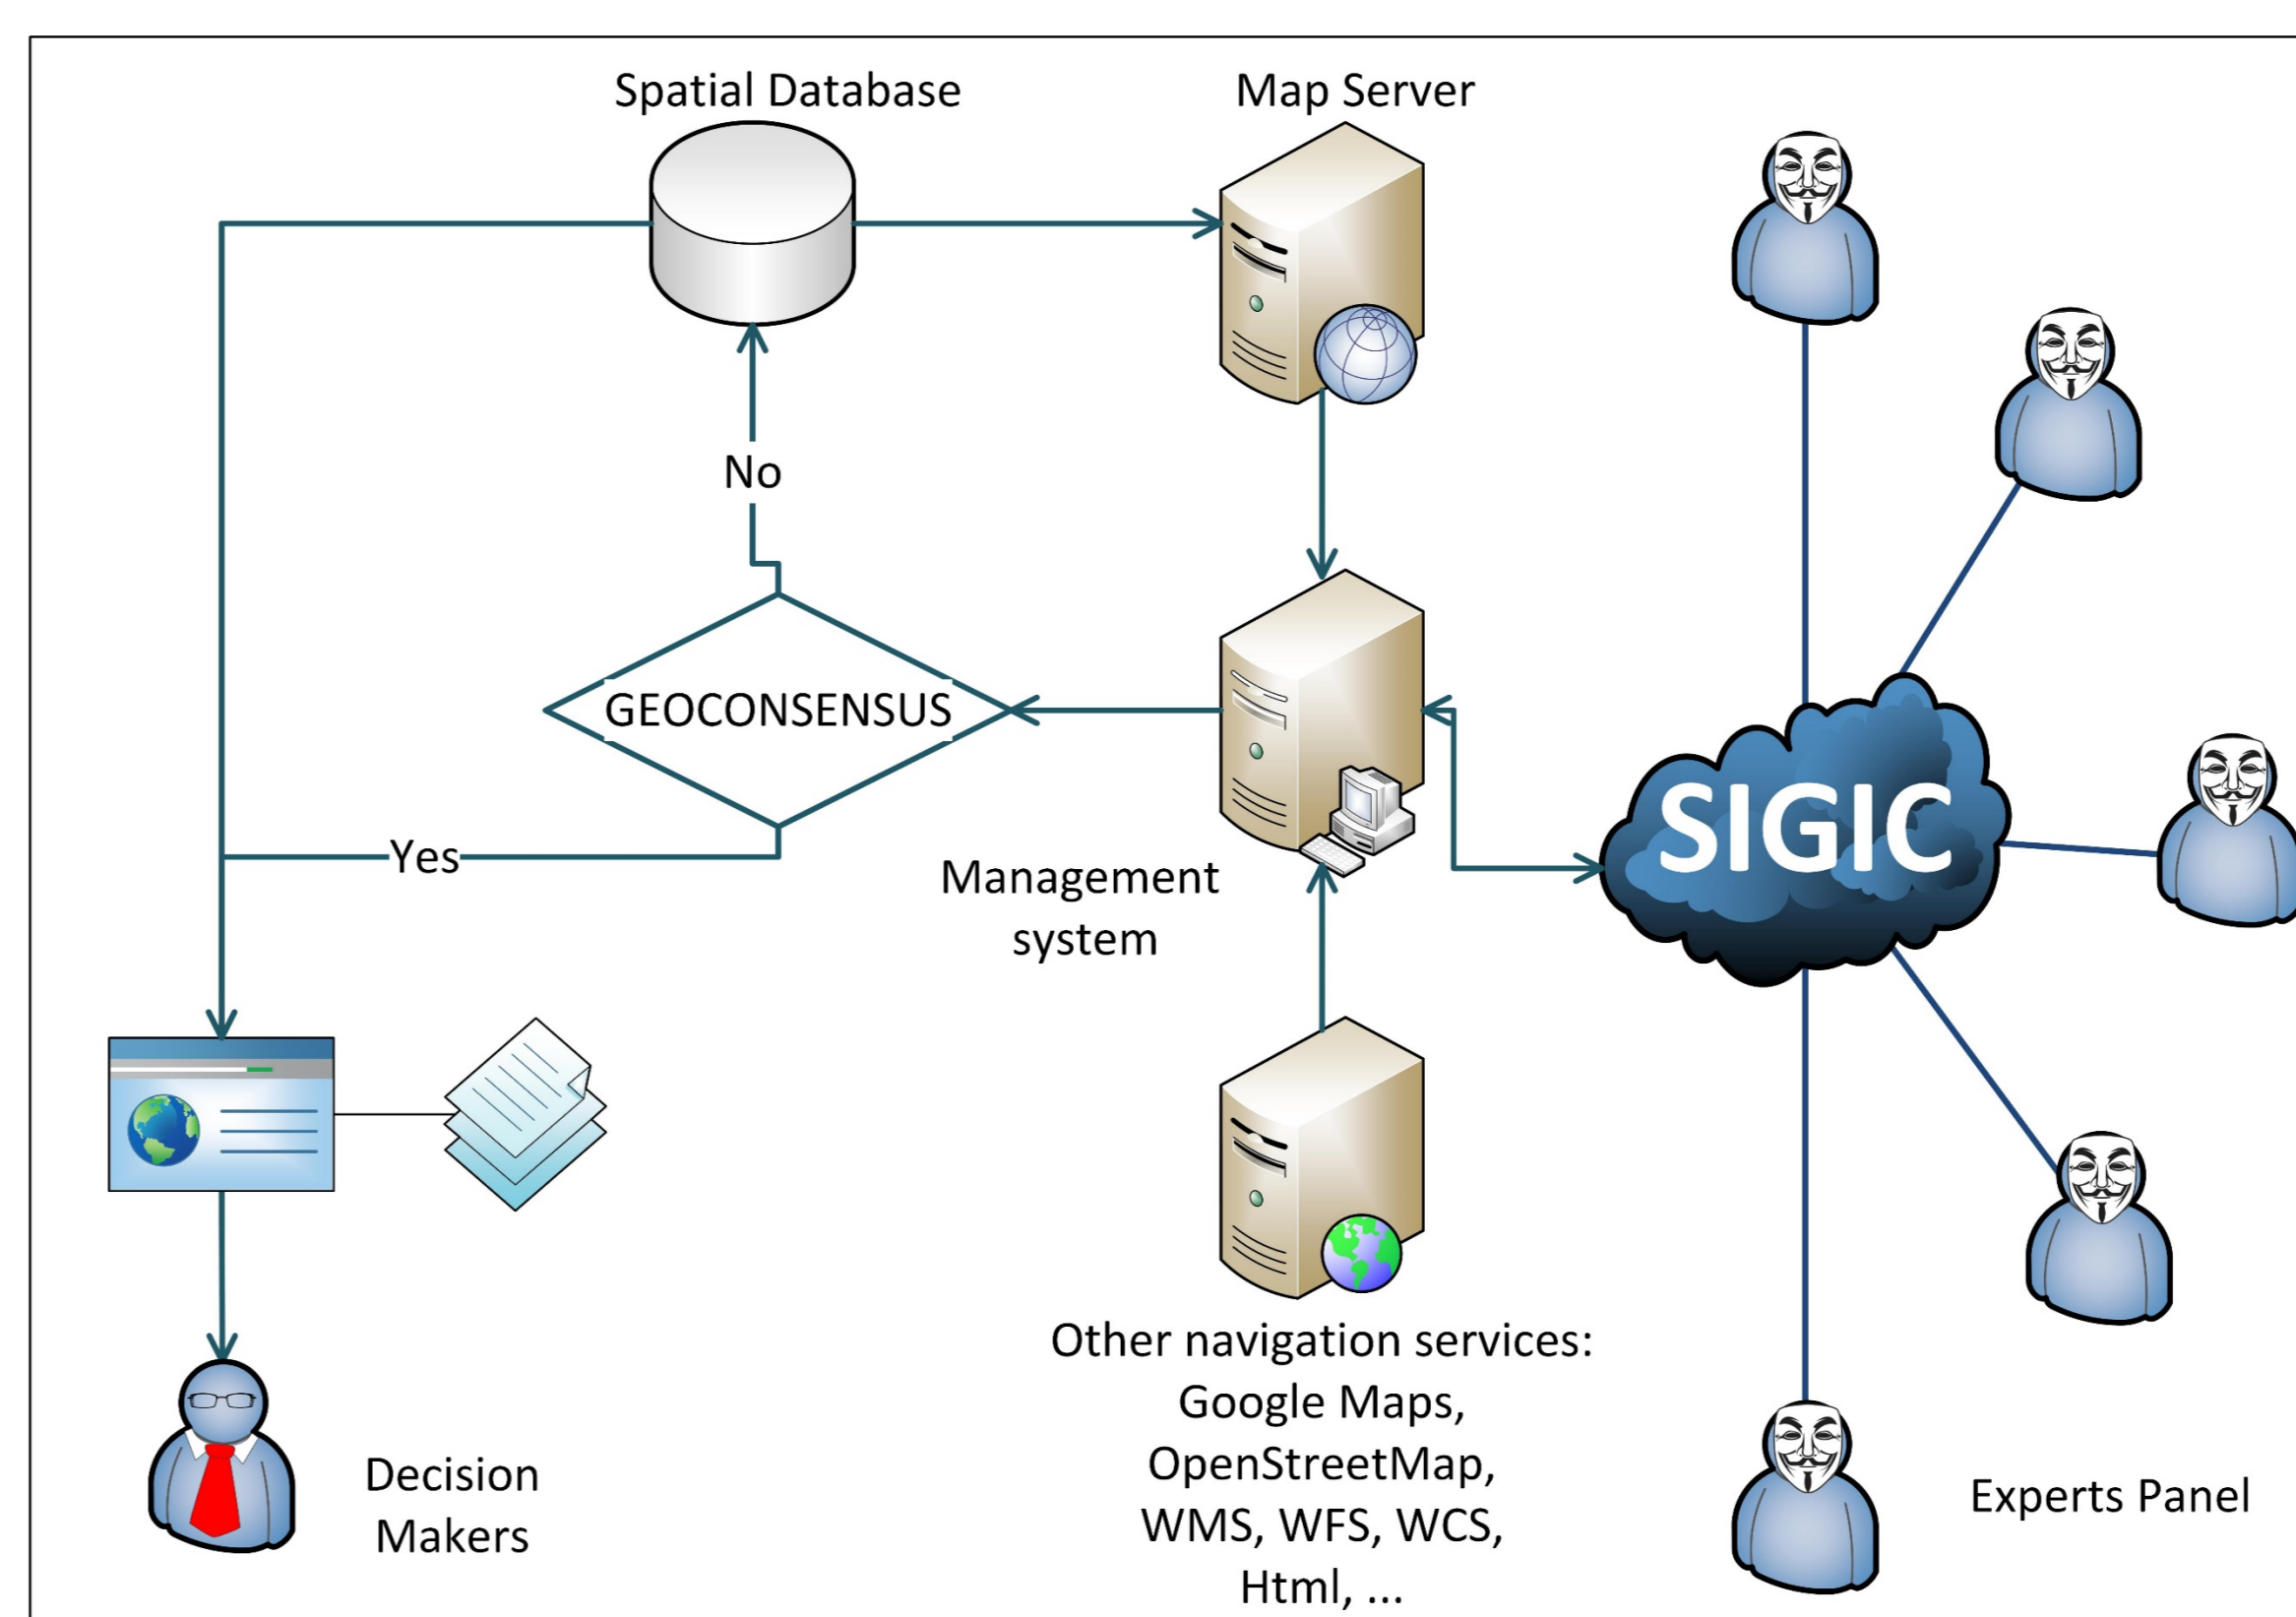 Spatial Database
Map Server
No
GEOCONSENSUS
Yes
Management
system
SIGIC
Decision
Makers
Other navigation services:
Google Maps,
OpenStreetMap,
WMS, WFS, WCS,
Html, ...
Experts Panel